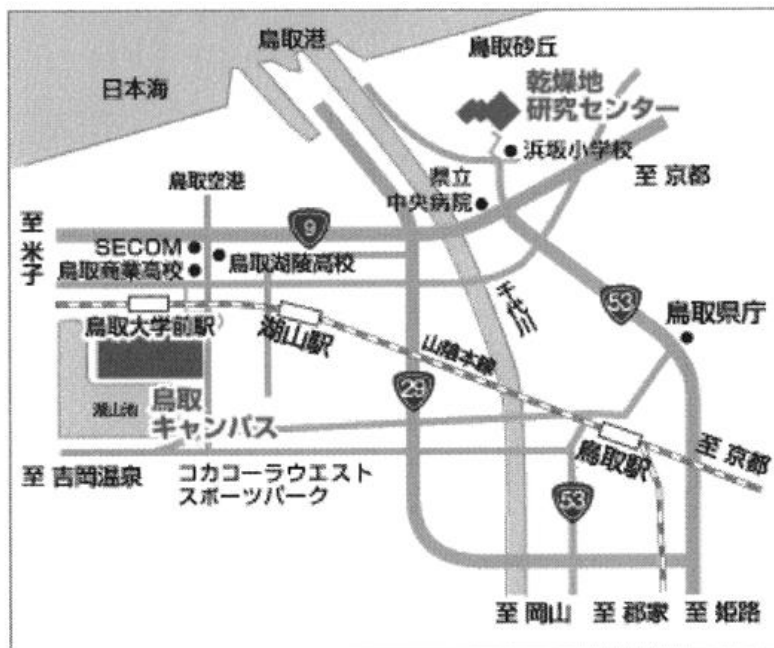 鳥取港
鳥取砂丘
日本海
乾燥地
研究センター
浜坂小学校
県立
中央病院
至 京都
鳥取空港
至 米子
9
SECOM
鳥取商業高校
鳥取湖陵高校
千代川
53
鳥取県庁
鳥取大学前駅
湖山駅
山陰本線
29
湖山池
鳥取
キャンパス
鳥取駅
至 京都
至 吉岡温泉
コカコーラウエスト
スポーツパーク
53
至 岡山
至 郡家
至 姫路